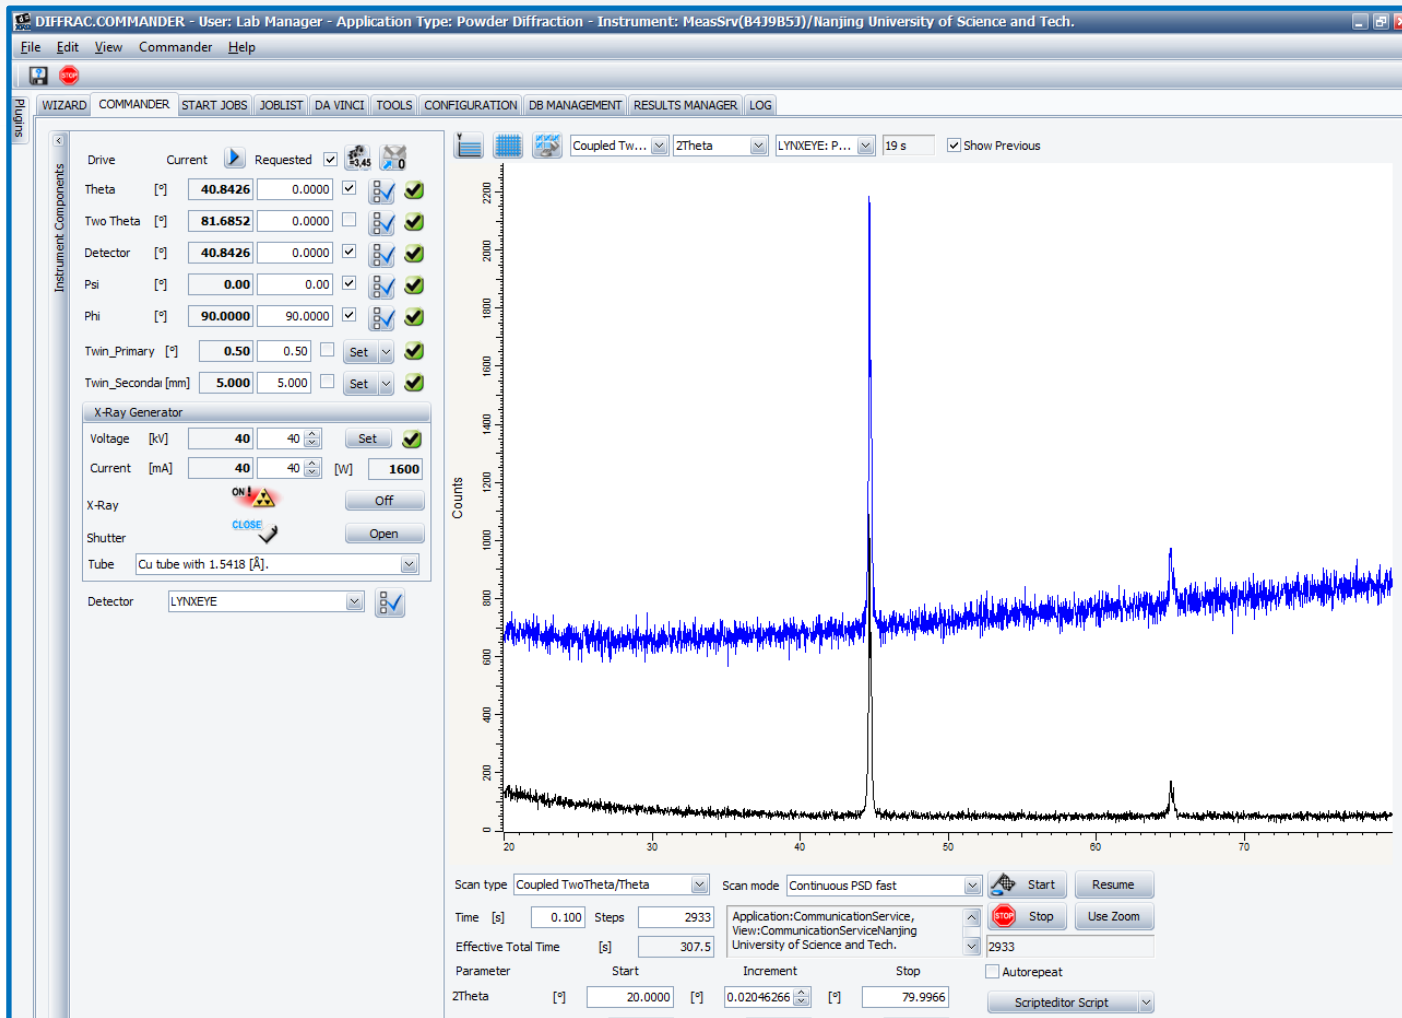 DIFFRAC.COMMANDER - User: Lab Manager - Application Type: Powder Diffraction - Instrument: MeasSrv(B4J9B5J)/Nanjing University of Science and Tech.
File Edit View Commander Help
STOP
Plugins
WIZARD COMMANDER START JOBS JOBLIST DA VINCI TOOLS CONFIGURATION DB MANAGEMENT RESULTS MANAGER LOG
Instrument Components
Drive Current Requested =3,45 0
Theta [°] 40.8426 0.0000
Two Theta [°] 81.6852 0.0000
Detector [°] 40.8426 0.0000
Psi [°] 0.00 0.00
Phi [°] 90.0000 90.0000
Twin_Primary [°] 0.50 0.50 Set
Twin_Secondai [mm] 5.000 5.000 Set
X-Ray Generator
Voltage [kV] 40 40 Set
Current [mA] 40 40 [W] 1600
X-Ray ON! Off
Shutter CLOSE Open
Tube Cu tube with 1.5418 [Å].
Detector LYNXEYE
Y Coupled Tw... 2Theta LYNXEYE: P... 19 s Show Previous
Counts
2200
2000
1800
1600
1400
1200
1000
800
600
400
200
0
20 30 40 50 60 70
Scan type Coupled TwoTheta/Theta Scan mode Continuous PSD fast Start Resume
Time [s] 0.100 Steps 2933 Application:CommunicationService, STOP Stop Use Zoom
View:CommunicationServiceNanjing
Effective Total Time [s] 307.5 University of Science and Tech. 2933
Parameter Start Increment Stop Autorepeat
2Theta [°] 20.0000 [°] 0.02046266 [°] 79.9966 Scripteditor Script